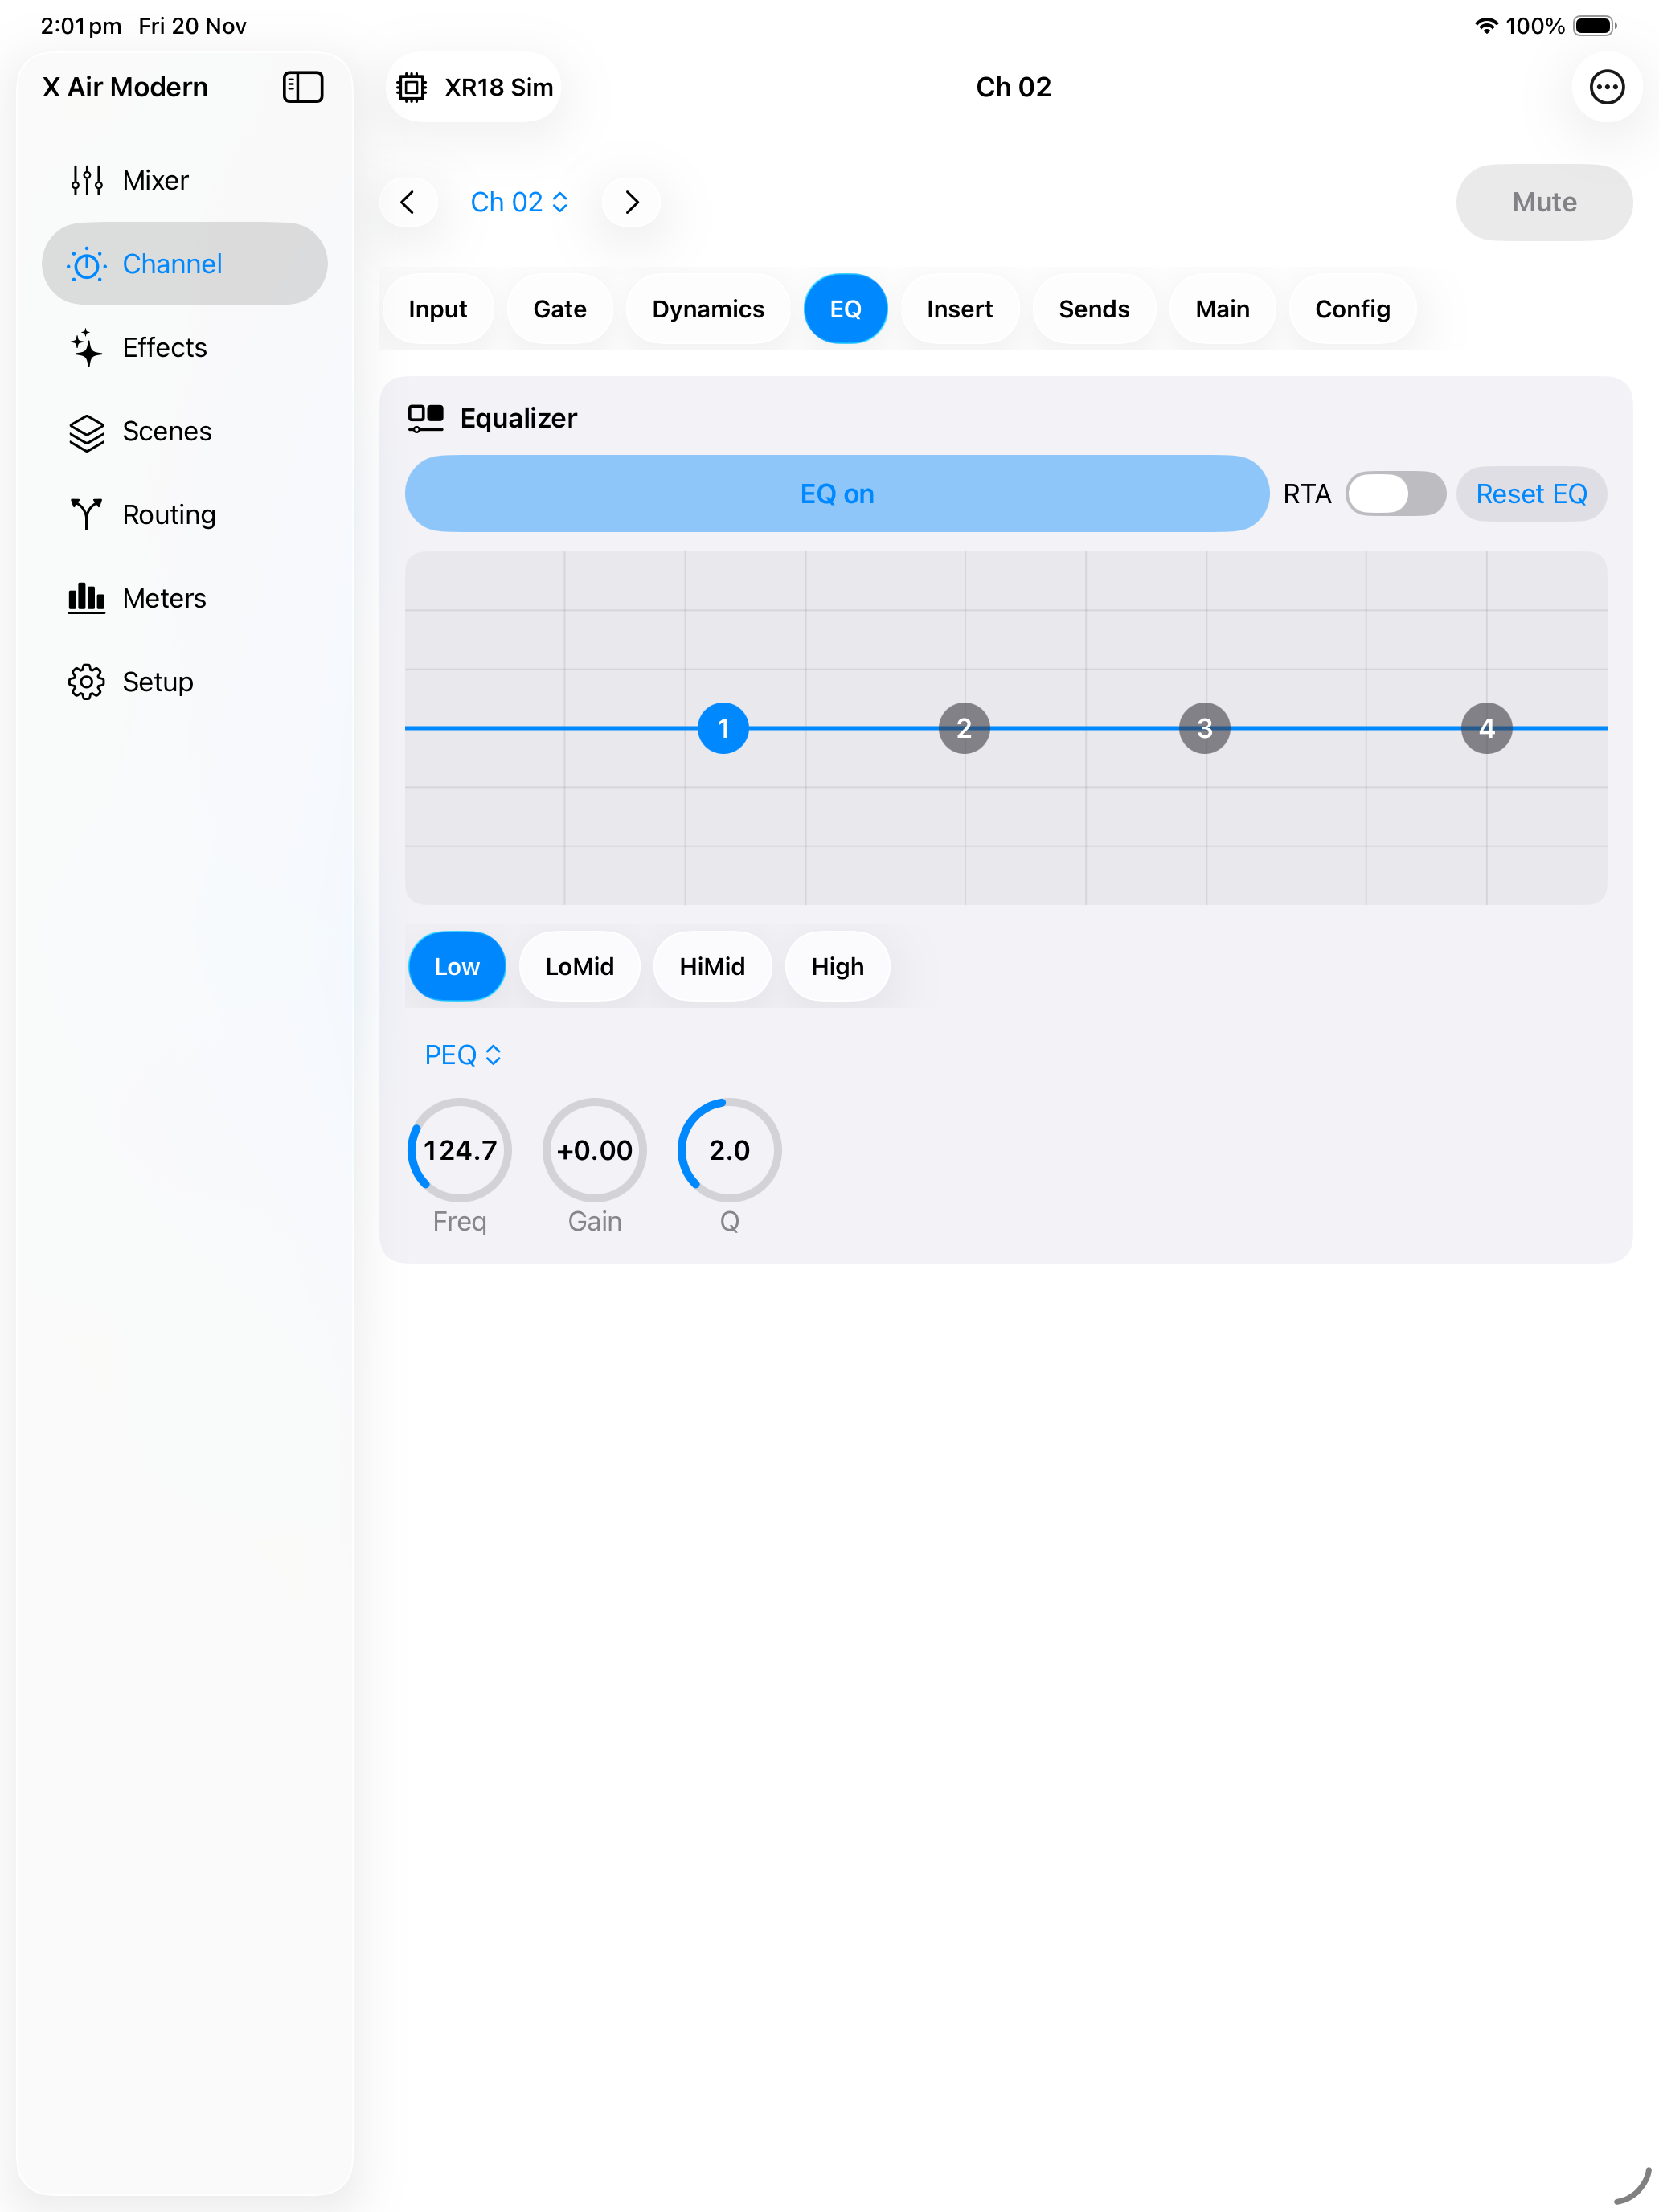 2:01 pm Fri 20 Nov
100%
X Air Modern
XR18 Sim
Ch 02
Mixer
Channel
Effects
Scenes
Routing
Meters
Setup
Ch 02
Mute
Input Gate Dynamics EQ Insert Sends Main Config
Equalizer
EQ on
RTA
Reset EQ
1 2 3 4
Low LoMid HiMid High
PEQ
124.7 +0.00 2.0
Freq Gain Q